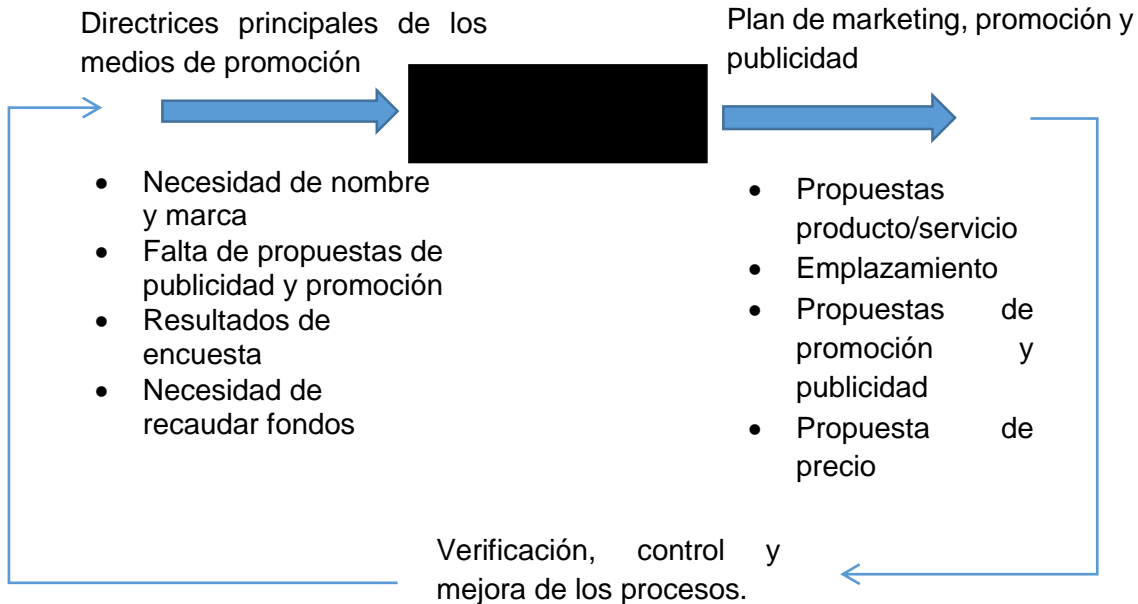 Directrices principales de los
medios de promoción
Plan de marketing, promoción y
publicidad
• Necesidad de nombre
y marca
• Falta de propuestas de
publicidad y promoción
• Resultados de
encuesta
• Necesidad de
recaudar fondos
• Propuestas
producto/servicio
• Emplazamiento
• Propuestas de
promoción y
publicidad
• Propuesta de
precio
Verificación, control y
mejora de los procesos.